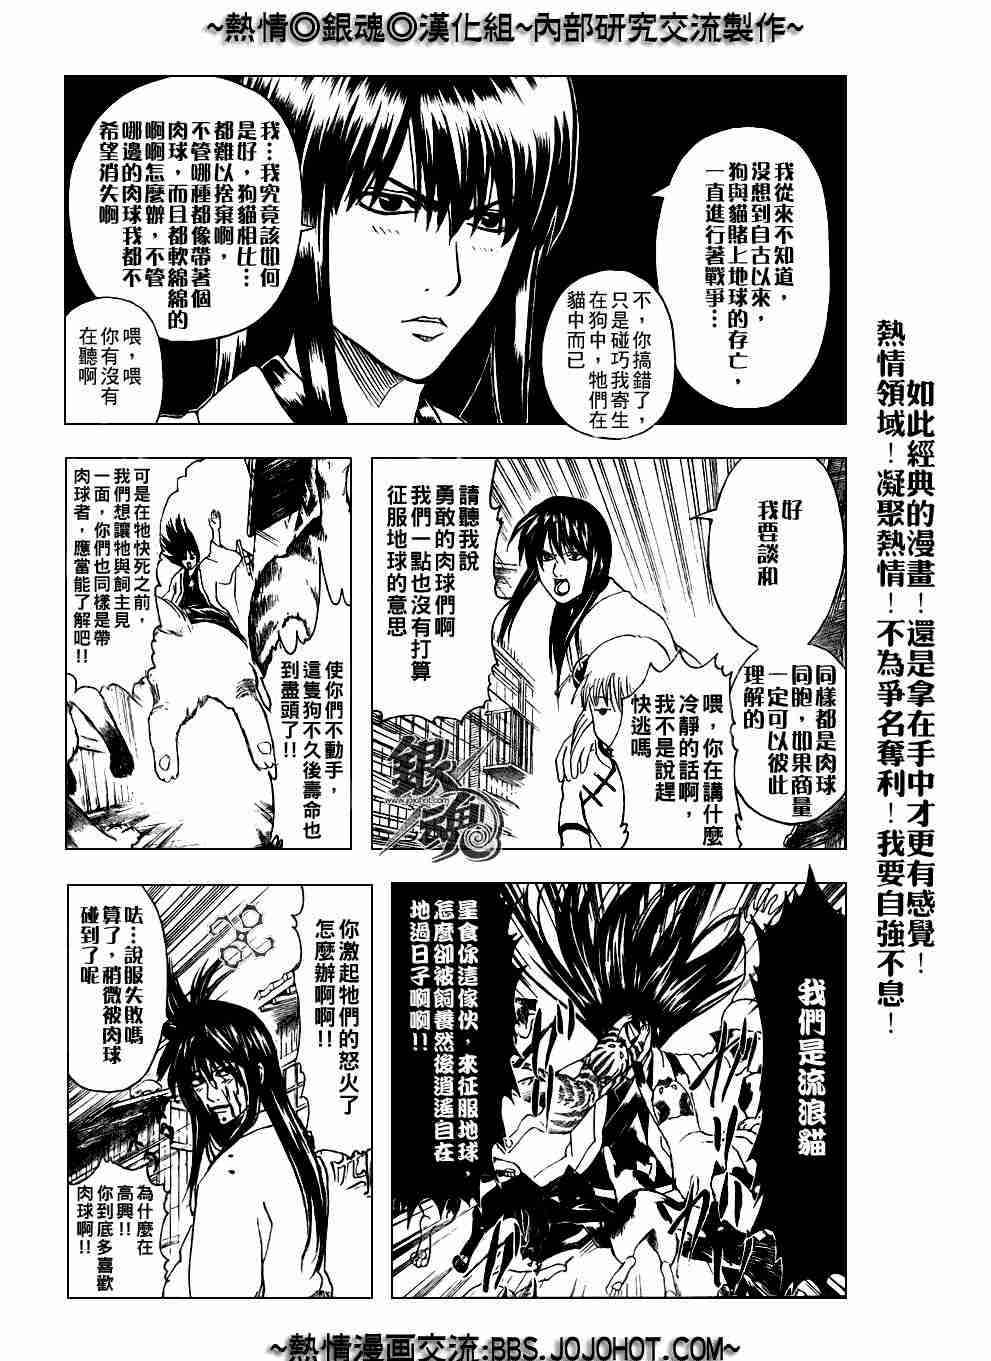 ~熱情◎銀魂◎漢化組~內部研究交流製作~
我從來不知道，
沒想到自古以來，
狗與貓賭上地球的存亡，
一直進行著戰爭…
不，你搞錯了，
只是碰巧我寄生
在狗中，牠們在
貓中而已
我…我究竟該如何
是好，狗貓相比…
都難以捨棄啊，
不管哪種都像帶著個
肉球，而且都軟綿綿的
啊啊怎麼辦，不管
哪邊的肉球我都不
希望消失啊
喂，喂
你有沒有
在聽啊
好
我要談和
同樣都是肉球
同胞，如果商量
一定可以彼此
理解的
喂，你在講什麼
冷靜的話啊，
我不是說趕
快逃嗎
請聽我說
勇敢的肉球們啊
我們一點也沒有打算
征服地球的意思
銀魂
www.jojohot.com
使你們不動手，
這隻狗不久後壽命也
到盡頭了!!
可是在牠快死之前，
我們想讓牠與飼主見
一面，你們也同樣是帶
肉球者，應當能了解吧!!
我們是流浪貓
星食你這傢伙，來征服地球，
怎麼卻被飼養然後逍遙自在
地過日子啊啊!!
你激起牠們的怒火了
怎麼辦啊啊!!
呿…說服失敗嗎
算了，稍微被肉球
碰到了呢
為什麼在
高興!!
你到底多喜歡
肉球啊!!
如此經典的漫畫！還是拿在手中才更有感覺！
熱情領域！凝聚熱情！不為爭名奪利！我要自強不息！
~熱情漫画交流:BBS.JOJOHOT.COM~